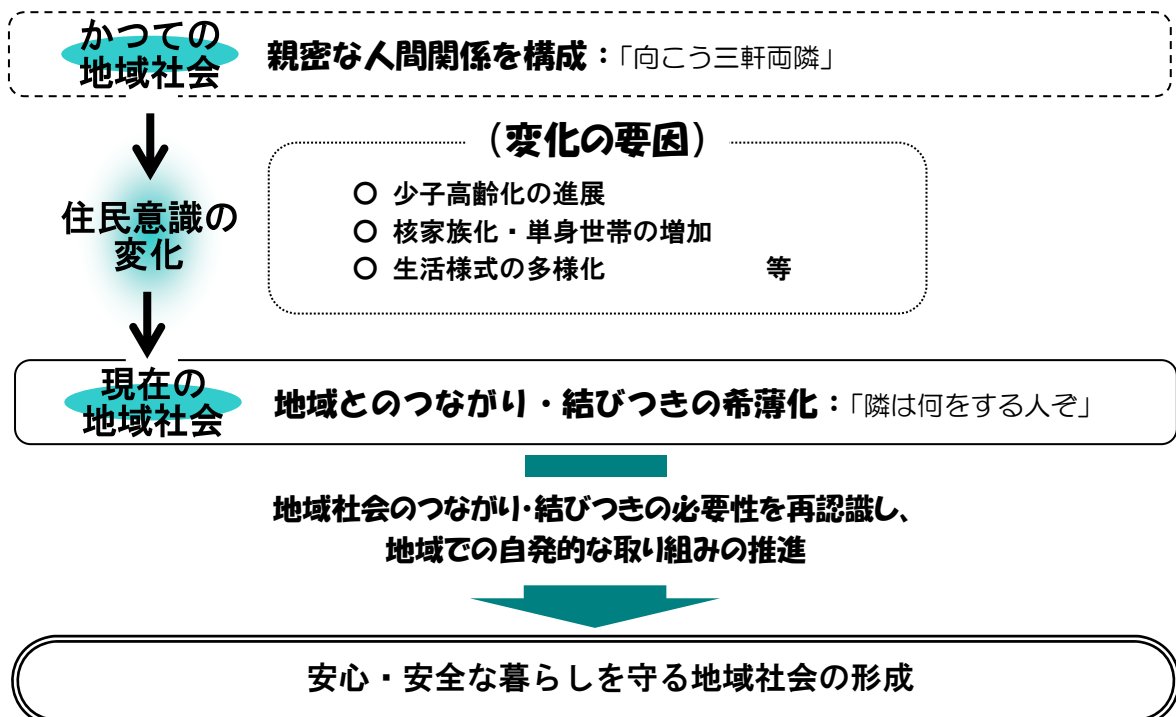 かつての
地域社会
親密な人間関係を構成：「向こう三軒両隣」
（変化の要因）
○ 少子高齢化の進展
○ 核家族化・単身世帯の増加
○ 生活様式の多様化 等
住民意識の
変化
現在の
地域社会
地域とのつながり・結びつきの希薄化：「隣は何をする人ぞ」
地域社会のつながり・結びつきの必要性を再認識し、
地域での自発的な取り組みの推進
安心・安全な暮らしを守る地域社会の形成